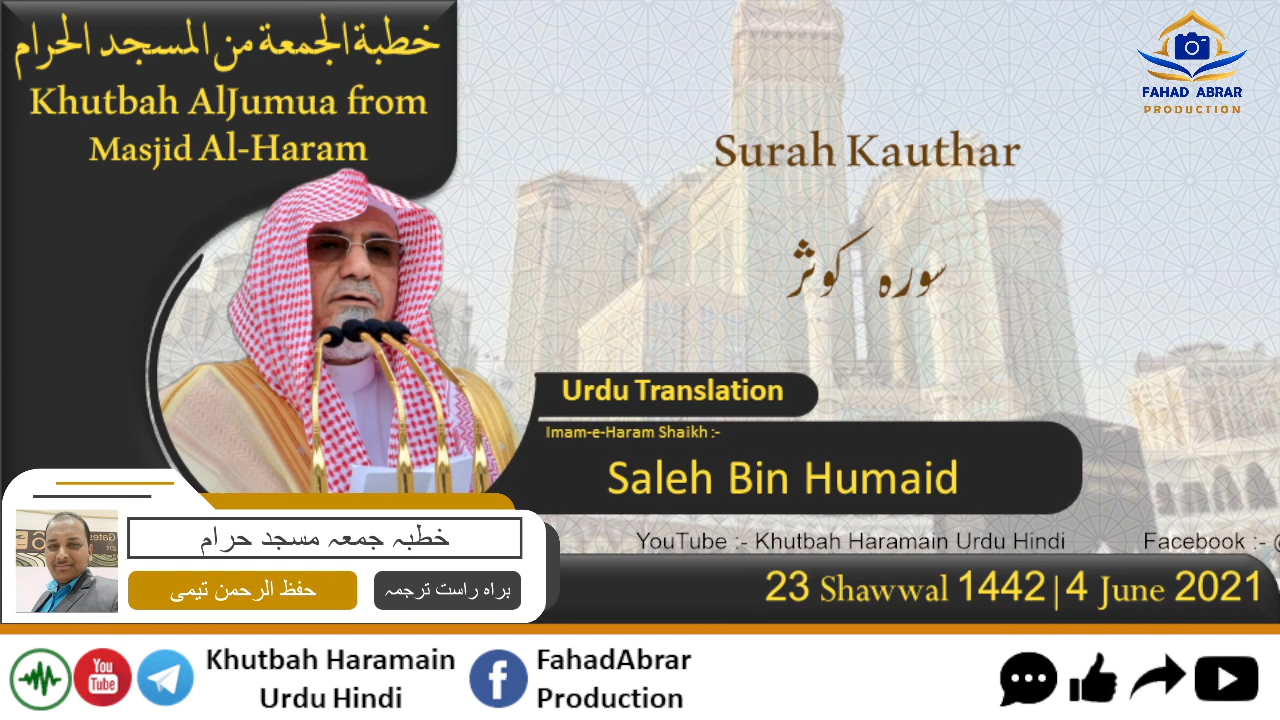 خطبة الجمعة من المسجد الحرام
Khutbah AlJumua from
Masjid Al-Haram
FAHAD ABRAR
PRODUCTION
Surah Kauthar
سورہ کوثر
Urdu Translation
Imam-e-Haram Shaikh :-
Saleh Bin Humaid
YouTube :- Khutbah Haramain Urdu Hindi
Facebook :- @
خطبہ جمعہ مسجد حرام
حفظ الرحمن تیمی
براہ راست ترجمہ
23 Shawwal 1442 | 4 June 2021
You
Tube
Khutbah Haramain
Urdu Hindi
FahadAbrar
Production